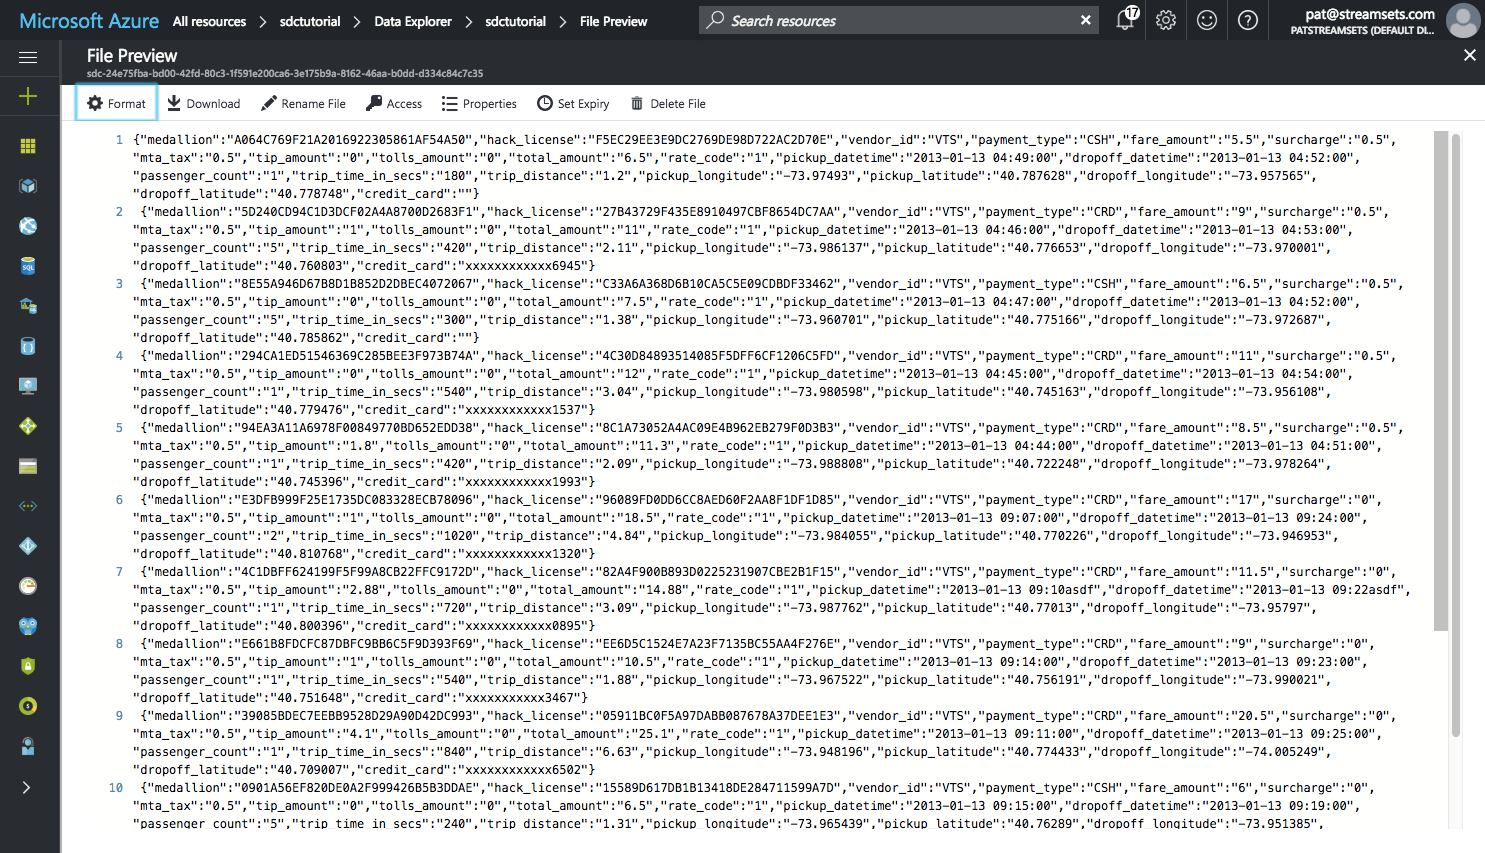 Microsoft Azure All resources > sdctutorial > Data Explorer > sdctutorial > File Preview Search resources 17 pat@streamsets.com
PATSTREAMSETS (DEFAULT DI...
File Preview
sdc-24e75fba-bd00-42fd-80c3-1f591e200ca6-3e175b9a-8162-46aa-b0dd-d334c84c7c35
Format Download Rename File Access Properties Set Expiry Delete File
1 {"medallion":"A064C769F21A2016922305861AF54A50","hack_license":"F5EC29EE3E9DC2769DE98D722AC2D70E","vendor_id":"VTS","payment_type":"CSH","fare_amount":"5.5","surcharge":"0.5",
"mta_tax":"0.5","tip_amount":"0","tolls_amount":"0","total_amount":"6.5","rate_code":"1","pickup_datetime":"2013-01-13 04:49:00","dropoff_datetime":"2013-01-13 04:52:00",
"passenger_count":"1","trip_time_in_secs":"180","trip_distance":"1.2","pickup_longitude":"-73.97493","pickup_latitude":"40.787628","dropoff_longitude":"-73.957565",
"dropoff_latitude":"40.778748","credit_card":""}
2 {"medallion":"5D240CD94C1D3DCF02A4A8700D2683F1","hack_license":"27B43729F435E8910497CBF8654DC7AA","vendor_id":"VTS","payment_type":"CRD","fare_amount":"9","surcharge":"0.5",
"mta_tax":"0.5","tip_amount":"1","tolls_amount":"0","total_amount":"11","rate_code":"1","pickup_datetime":"2013-01-13 04:46:00","dropoff_datetime":"2013-01-13 04:53:00",
"passenger_count":"5","trip_time_in_secs":"420","trip_distance":"2.11","pickup_longitude":"-73.986137","pickup_latitude":"40.776653","dropoff_longitude":"-73.970001",
"dropoff_latitude":"40.760803","credit_card":"xxxxxxxxxxxx6945"}
3 {"medallion":"8E55A946D67B8D1B852D2DBEC4072067","hack_license":"C33A6A368D6B10CA5C5E09CDBDF33462","vendor_id":"VTS","payment_type":"CSH","fare_amount":"6.5","surcharge":"0.5",
"mta_tax":"0.5","tip_amount":"0","tolls_amount":"0","total_amount":"7.5","rate_code":"1","pickup_datetime":"2013-01-13 04:47:00","dropoff_datetime":"2013-01-13 04:52:00",
"passenger_count":"5","trip_time_in_secs":"300","trip_distance":"1.38","pickup_longitude":"-73.960701","pickup_latitude":"40.775166","dropoff_longitude":"-73.972687",
"dropoff_latitude":"40.785862","credit_card":""}
4 {"medallion":"294CA1ED51546369C285BEE3F973B74A","hack_license":"4C30D84893514085F5DFF6CF1206C5FD","vendor_id":"VTS","payment_type":"CRD","fare_amount":"11","surcharge":"0.5",
"mta_tax":"0.5","tip_amount":"0","tolls_amount":"0","total_amount":"12","rate_code":"1","pickup_datetime":"2013-01-13 04:45:00","dropoff_datetime":"2013-01-13 04:54:00",
"passenger_count":"1","trip_time_in_secs":"540","trip_distance":"3.04","pickup_longitude":"-73.980598","pickup_latitude":"40.745163","dropoff_longitude":"-73.956108",
"dropoff_latitude":"40.779476","credit_card":"xxxxxxxxxxxx1537"}
5 {"medallion":"94EA3A11A6978F00849770BD652EDD38","hack_license":"8C1A73052A4AC09E4B962EB279F0D3B3","vendor_id":"VTS","payment_type":"CRD","fare_amount":"8.5","surcharge":"0.5",
"mta_tax":"0.5","tip_amount":"1.8","tolls_amount":"0","total_amount":"11.3","rate_code":"1","pickup_datetime":"2013-01-13 04:44:00","dropoff_datetime":"2013-01-13 04:51:00",
"passenger_count":"1","trip_time_in_secs":"420","trip_distance":"2.09","pickup_longitude":"-73.988808","pickup_latitude":"40.722248","dropoff_longitude":"-73.978264",
"dropoff_latitude":"40.745396","credit_card":"xxxxxxxxxxxx1993"}
6 {"medallion":"E3DFB999F25E1735DC083328ECB78096","hack_license":"96089FD0DD6CC8AED60F2AA8F1DF1D85","vendor_id":"VTS","payment_type":"CRD","fare_amount":"17","surcharge":"0",
"mta_tax":"0.5","tip_amount":"1","tolls_amount":"0","total_amount":"18.5","rate_code":"1","pickup_datetime":"2013-01-13 09:07:00","dropoff_datetime":"2013-01-13 09:24:00",
"passenger_count":"2","trip_time_in_secs":"1020","trip_distance":"4.84","pickup_longitude":"-73.984055","pickup_latitude":"40.770226","dropoff_longitude":"-73.946953",
"dropoff_latitude":"40.810768","credit_card":"xxxxxxxxxxxx1320"}
7 {"medallion":"4C1DBFF624199F5F99A8CB22FFC9172D","hack_license":"82A4F900B893D0225231907CBE2B1F15","vendor_id":"VTS","payment_type":"CRD","fare_amount":"11.5","surcharge":"0",
"mta_tax":"0.5","tip_amount":"2.88","tolls_amount":"0","total_amount":"14.88","rate_code":"1","pickup_datetime":"2013-01-13 09:10asdf","dropoff_datetime":"2013-01-13 09:22asdf",
"passenger_count":"1","trip_time_in_secs":"720","trip_distance":"3.09","pickup_longitude":"-73.987762","pickup_latitude":"40.77013","dropoff_longitude":"-73.95797",
"dropoff_latitude":"40.800396","credit_card":"xxxxxxxxxxxx0895"}
8 {"medallion":"E661B8FDCFC87DBFC9BB6C5F9D393F69","hack_license":"EE6D5C1524E7A23F7135BC55AA4F276E","vendor_id":"VTS","payment_type":"CRD","fare_amount":"9","surcharge":"0",
"mta_tax":"0.5","tip_amount":"1","tolls_amount":"0","total_amount":"10.5","rate_code":"1","pickup_datetime":"2013-01-13 09:14:00","dropoff_datetime":"2013-01-13 09:23:00",
"passenger_count":"1","trip_time_in_secs":"540","trip_distance":"1.88","pickup_longitude":"-73.967522","pickup_latitude":"40.756191","dropoff_longitude":"-73.990021",
"dropoff_latitude":"40.751648","credit_card":"xxxxxxxxxxx3467"}
9 {"medallion":"39085BDEC7EEBB9528D29A90D42DC993","hack_license":"05911BC0F5A97DABB087678A37DEE1E3","vendor_id":"VTS","payment_type":"CRD","fare_amount":"20.5","surcharge":"0",
"mta_tax":"0.5","tip_amount":"4.1","tolls_amount":"0","total_amount":"25.1","rate_code":"1","pickup_datetime":"2013-01-13 09:11:00","dropoff_datetime":"2013-01-13 09:25:00",
"passenger_count":"1","trip_time_in_secs":"840","trip_distance":"6.63","pickup_longitude":"-73.948196","pickup_latitude":"40.774433","dropoff_longitude":"-74.005249",
"dropoff_latitude":"40.709007","credit_card":"xxxxxxxxxxxx6502"}
10 {"medallion":"0901A56EF820DE0A2F999426B5B3DDAE","hack_license":"15589D617DB1B13418DE284711599A7D","vendor_id":"VTS","payment_type":"CSH","fare_amount":"6","surcharge":"0",
"mta_tax":"0.5","tip_amount":"0","tolls_amount":"0","total_amount":"6.5","rate_code":"1","pickup_datetime":"2013-01-13 09:15:00","dropoff_datetime":"2013-01-13 09:19:00",
"passenger_count":"5","trip_time_in_secs":"240","trip_distance":"1.31","pickup_longitude":"-73.965439","pickup_latitude":"40.76289","dropoff_longitude":"-73.951385",